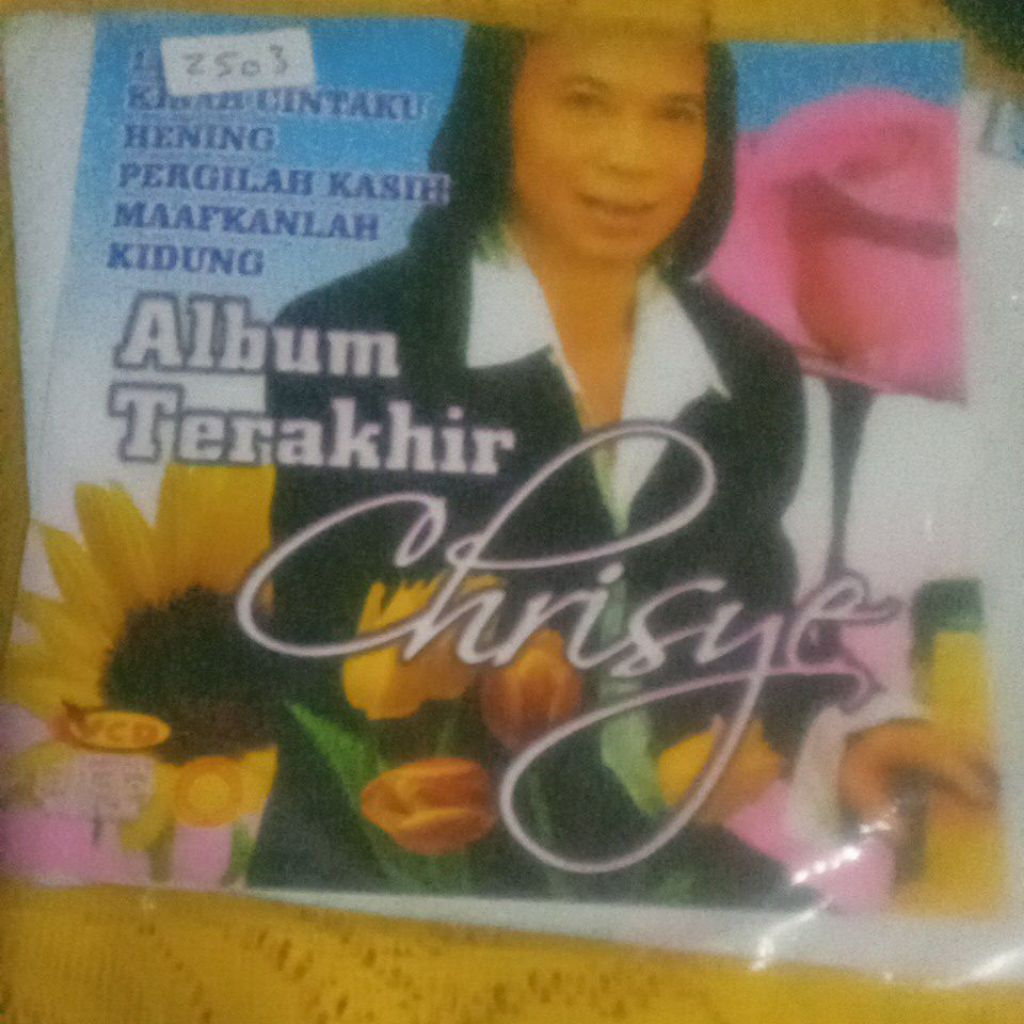 2503
KISAH CINTAKU
HENING
PERGILAH KASIH
MAAFKANLAH
KIDUNG
Album
Terakhir
Chrisye
VCD